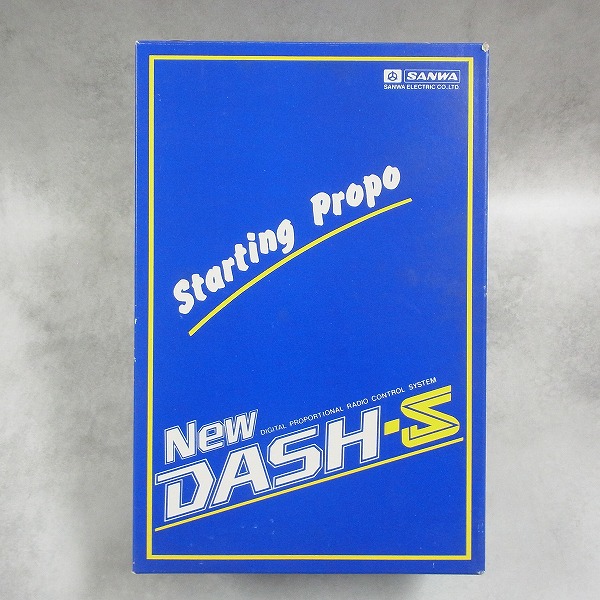 SANWA
SANWA ELECTRIC CO.,LTD.
Starting Propo
DIGITAL PROPORTIONAL RADIO CONTROL SYSTEM
New
DASH-S